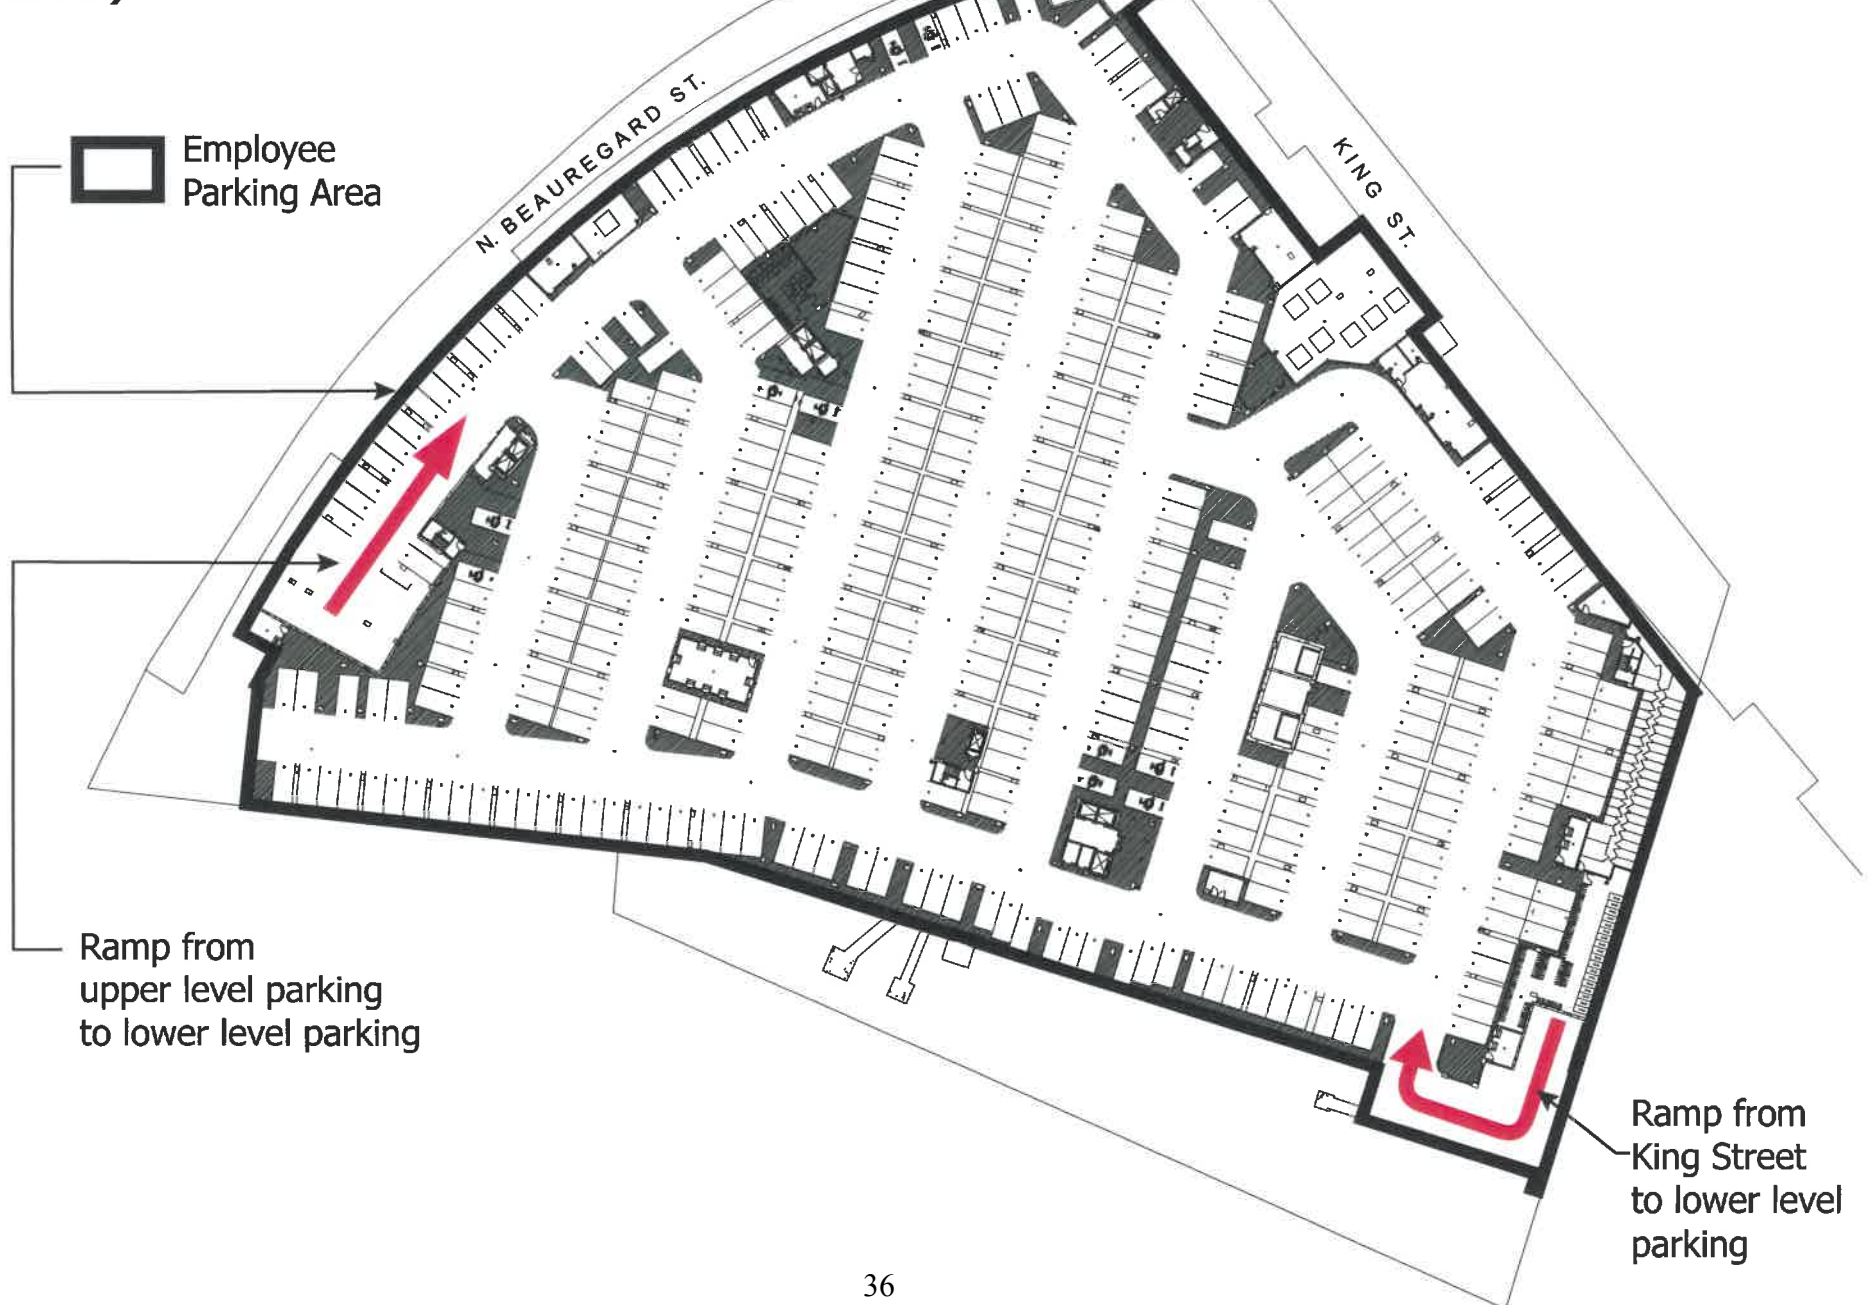 Employee
Parking Area
N. BEAUREGARD ST.
KING ST.
Ramp from
upper level parking
to lower level parking
Ramp from
King Street
to lower level
parking
36